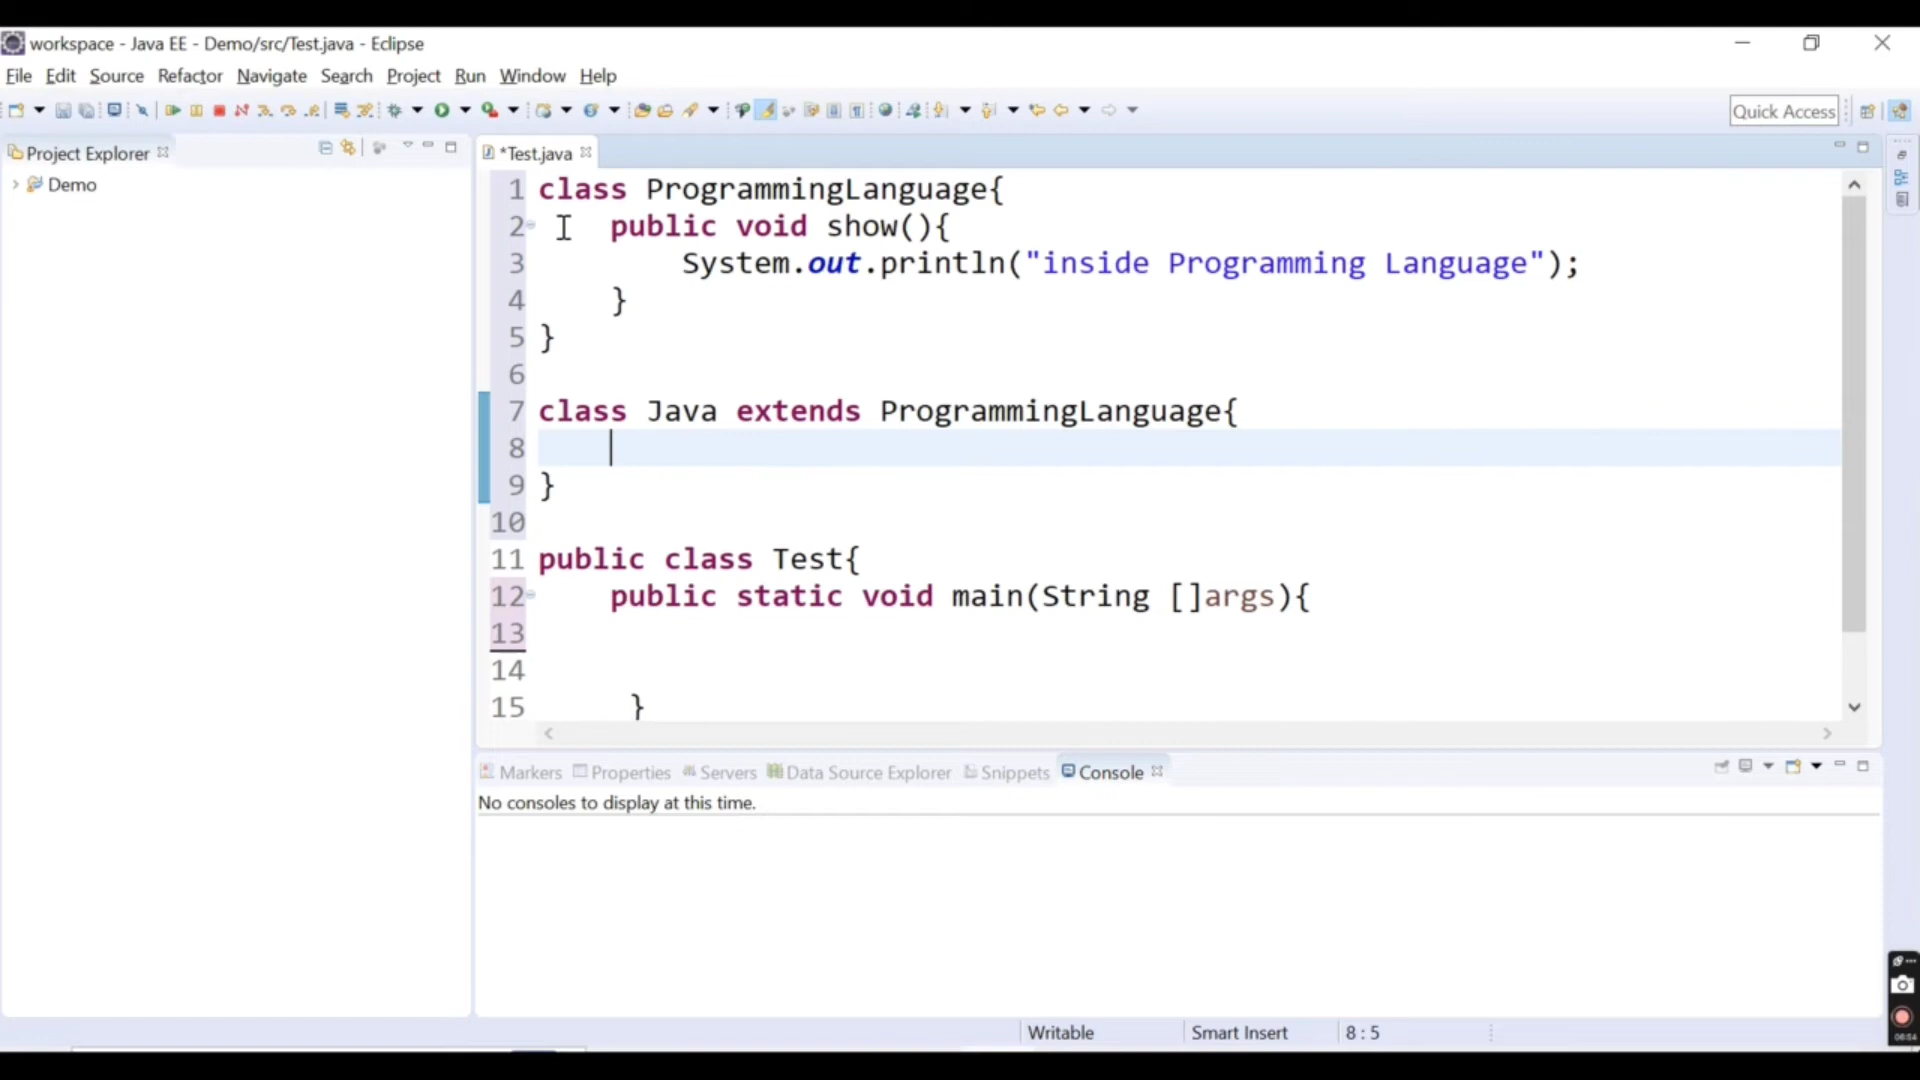 workspace - Java EE - Demo/src/Test.java - Eclipse
File Edit Source Refactor Navigate Search Project Run Window Help
Quick Access
Project Explorer
Demo
*Test.java
1 class ProgrammingLanguage{
2 public void show(){
3 System.out.println("inside Programming Language");
4 }
5 }
6
7 class Java extends ProgrammingLanguage{
8
9 }
10
11 public class Test{
12 public static void main(String []args){
13
14
15 }
Markers Properties Servers Data Source Explorer Snippets Console
No consoles to display at this time.
Writable Smart Insert 8 : 5